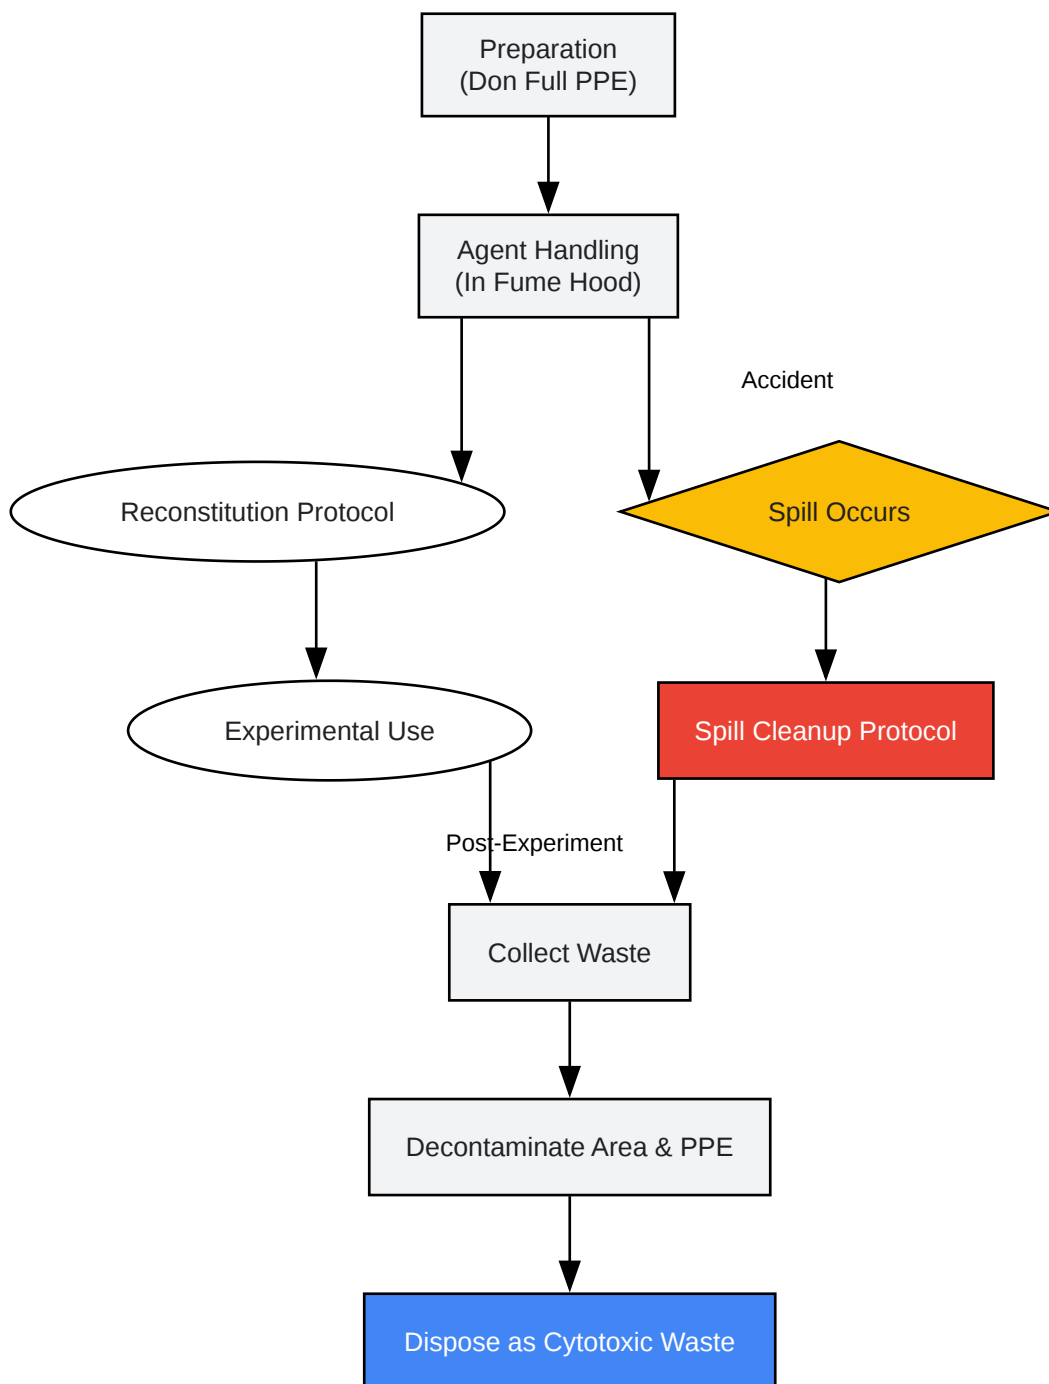 Preparation
(Don Full PPE)
Agent Handling
(In Fume Hood)
Accident
Reconstitution Protocol
Spill Occurs
Experimental Use
Spill Cleanup Protocol
Post-Experiment
Collect Waste
Decontaminate Area & PPE
Dispose as Cytotoxic Waste